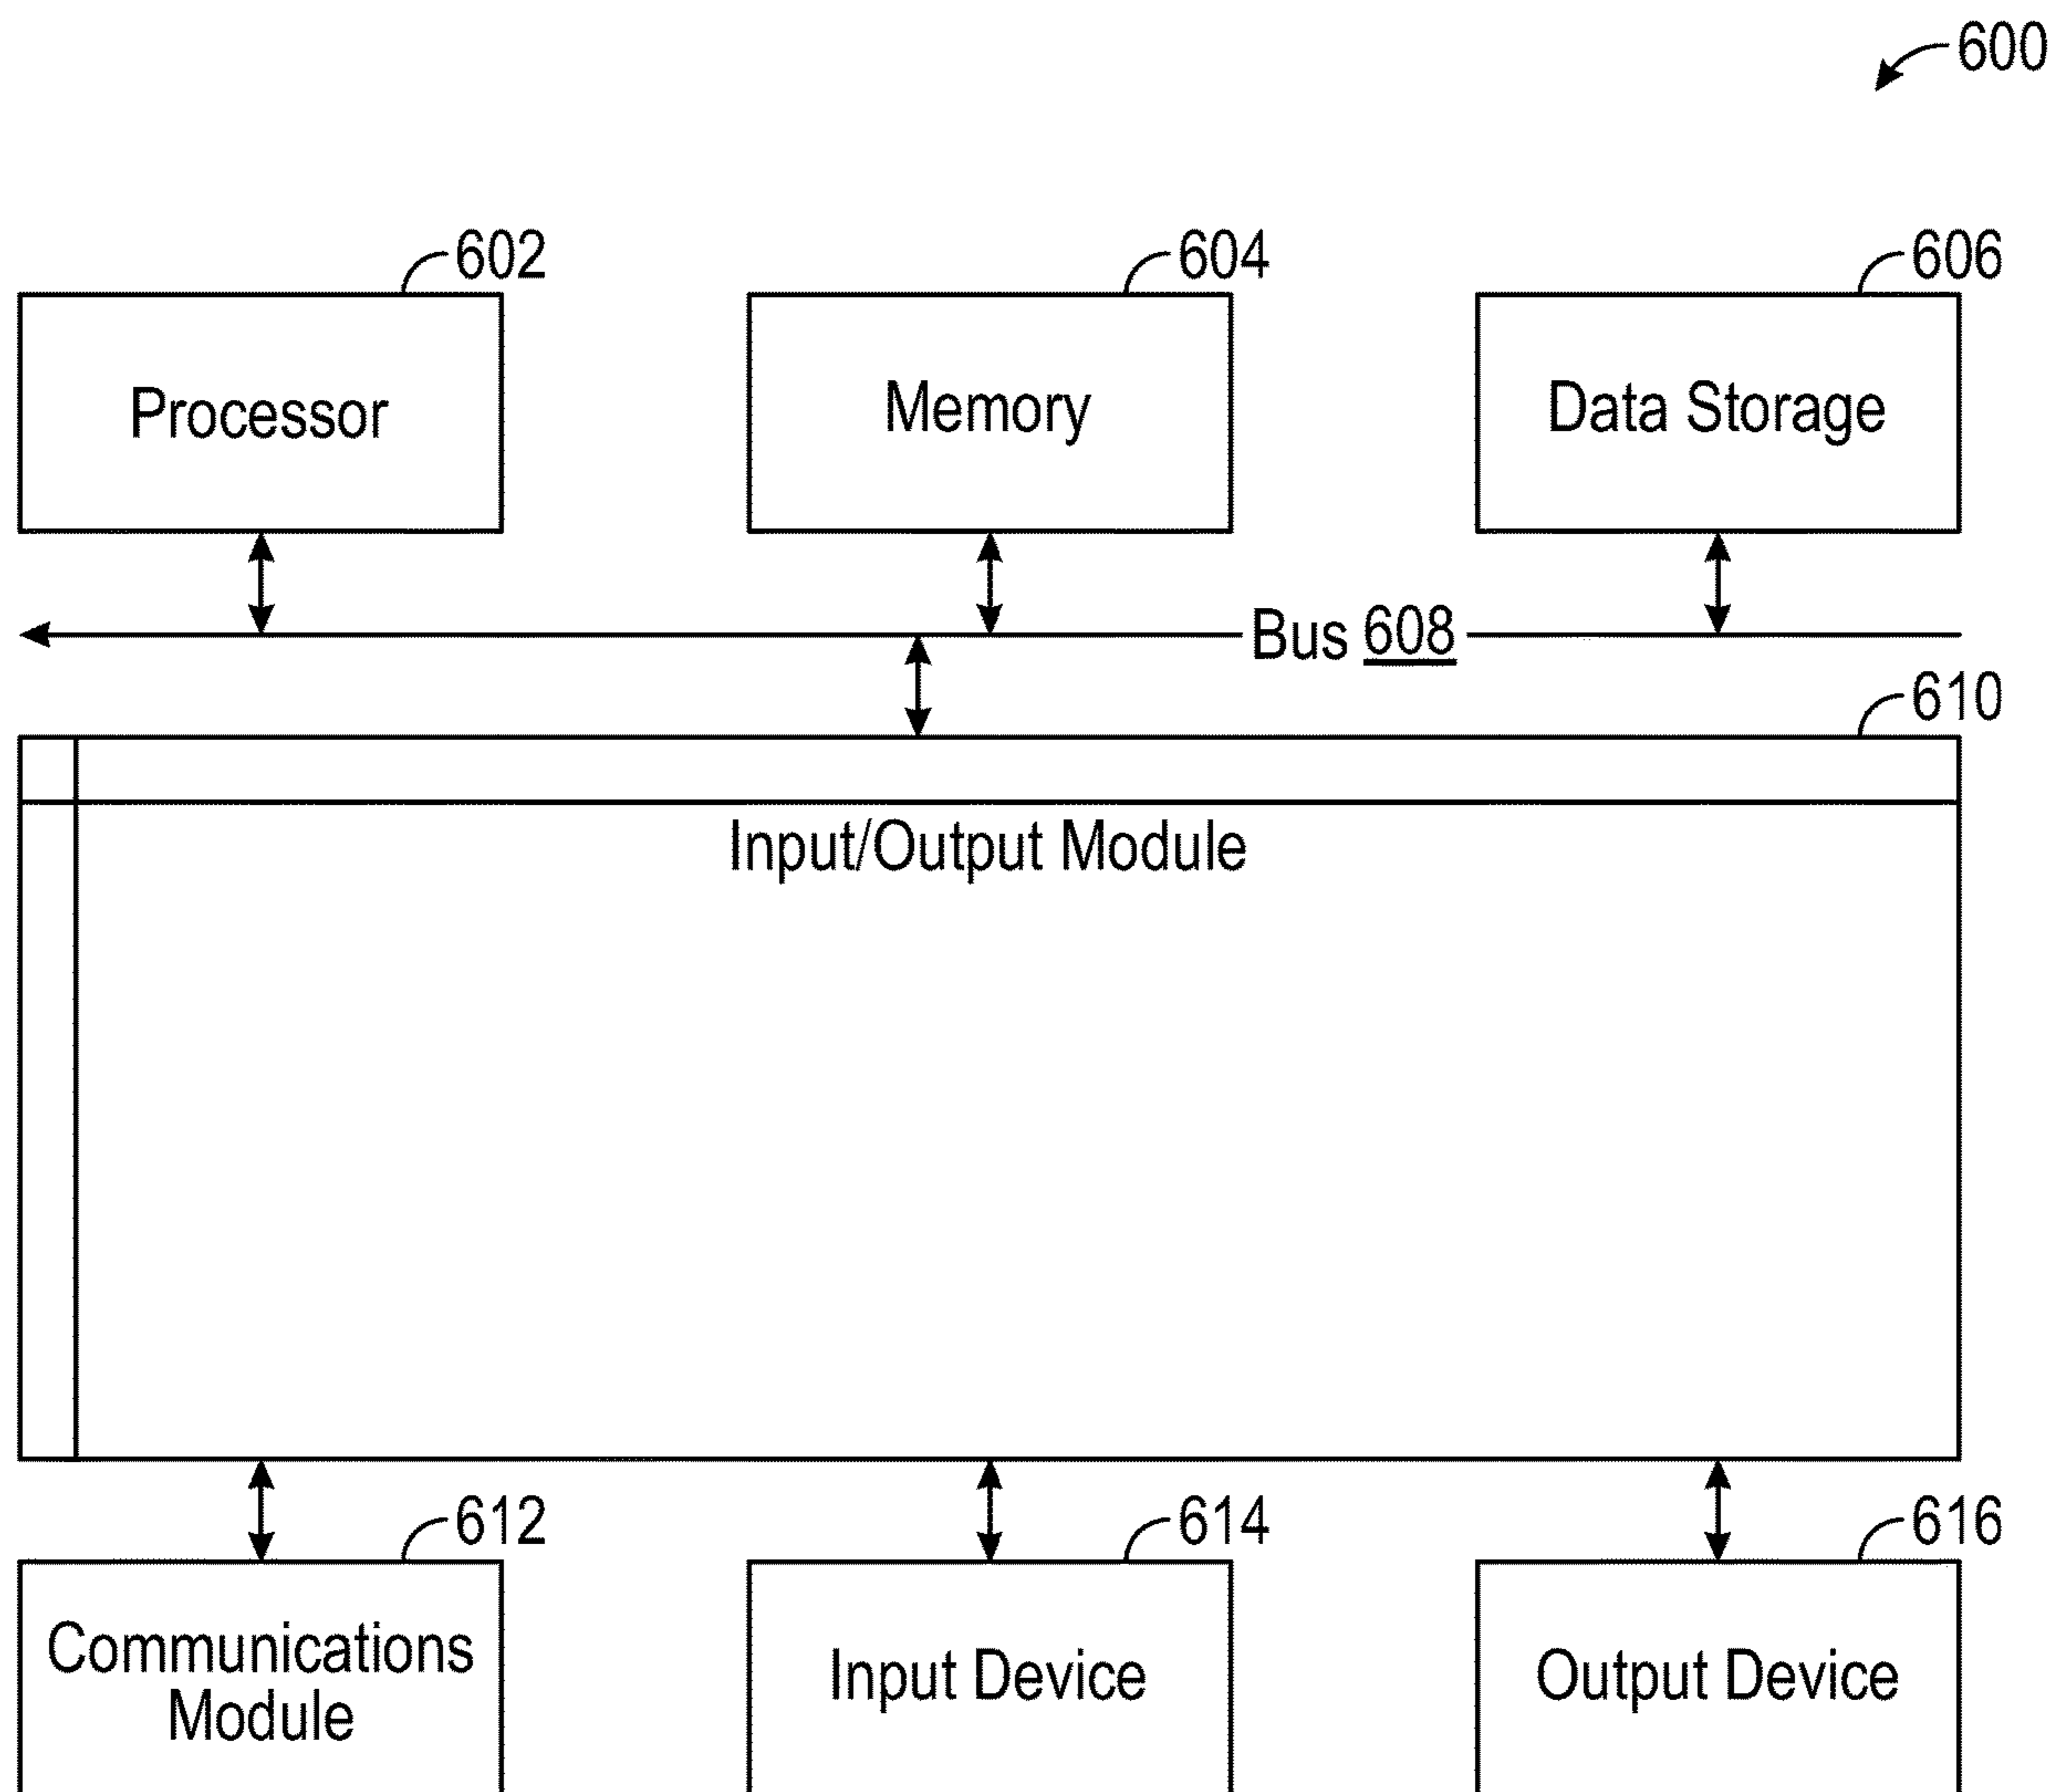 600
602
604
606
Processor
Memory
Data Storage
Bus 608
610
Input/Output Module
612
614
616
Communications
Module
Input Device
Output Device